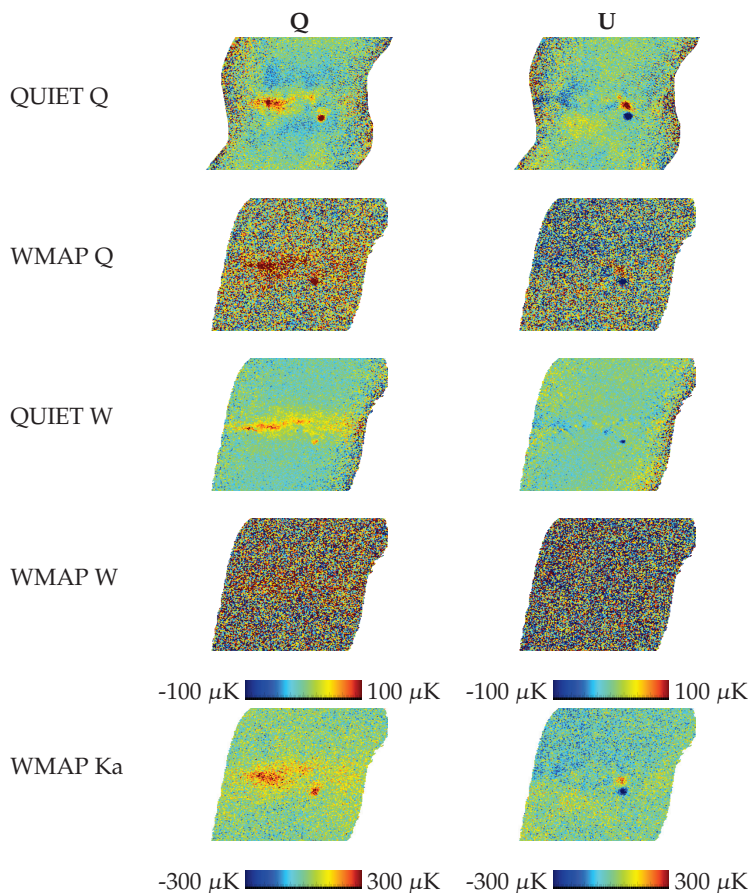 Q U
QUIET Q
WMAP Q
QUIET W
WMAP W
-100 μK 100 μK -100 μK 100 μK
WMAP Ka
-300 μK 300 μK -300 μK 300 μK